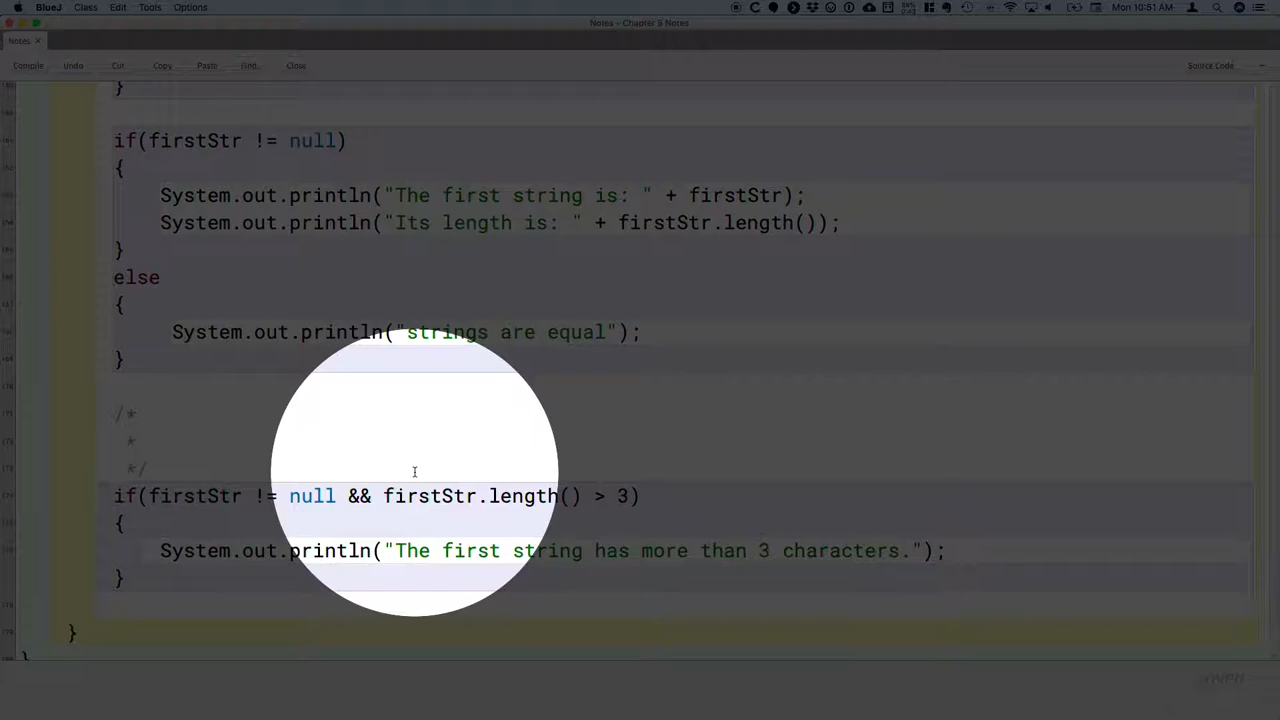 BlueJ Class Edit Tools Options Mon 10:51 AM
Notes - Chapter 5 Notes
Notes ×
Compile Undo Cut Copy Paste Find... Close Source Code
}
if(firstStr != null)
{
System.out.println("The first string is: " + firstStr);
System.out.println("Its length is: " + firstStr.length());
}
else
{
System.out.println("strings are equal");
}
/*
*
*/
if(firstStr != null && firstStr.length() > 3)
{
System.out.println("The first string has more than 3 characters.");
}
}
}